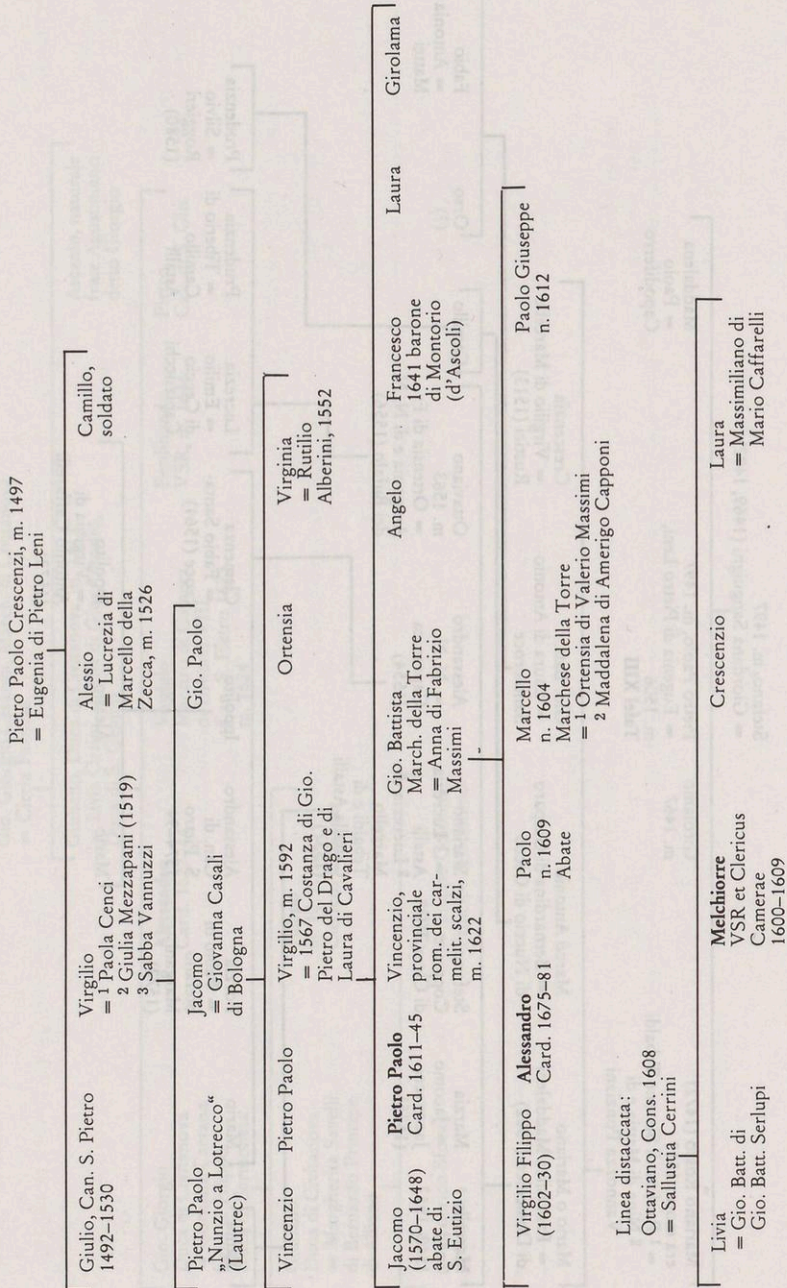 Pietro Paolo Crescenzi, m. 1497
= Eugenia di Pietro Leni
Giulio, Can. S. Pietro
1492–1530
Virgilio
= ¹ Paola Cenci
² Giulia Mezzapani (1519)
³ Sabba Vannuzzi
Alessio
= Lucrezia di
Marcello della
Zecca, m. 1526
Camillo,
soldato
Pietro Paolo
„Nunzio a Lotrecco“
(Lautrec)
Jacomo
= Giovanna Casali
di Bologna
Gio. Paolo
Vincenzio
Pietro Paolo
Virgilio, m. 1592
= 1567 Costanza di Gio.
Pietro del Drago e di
Laura di Cavalieri
Ortensia
Virginia
= Rutilio
Alberini, 1552
Jacomo
(1570–1648)
abate di
S. Eutizio
Pietro Paolo
Card. 1611–45
Vincenzio,
provinciale
rom. dei car-
melit. scalzi,
m. 1622
Gio. Battista
March. della Torre
= Anna di Fabrizio
Massimi
Angelo
Francesco
1641 barone
di Montorio
(d'Ascoli)
Laura
Girolama
Virgilio Filippo
(1602–30)
Alessandro
Card. 1675–81
Paolo
n. 1609
Abate
Marcello
n. 1604
Marchese della Torre
= ¹ Ortensia di Valerio Massimi
² Maddalena di Amerigo Capponi
Paolo Giuseppe
n. 1612
Linea distaccata:
Ottaviano, Cons. 1608
= Sallustia Cerrini
Livia
= Gio. Batt. di
Gio. Batt. Serlupi
Melchiorre
VSR et Clericus
Camerae
1600–1609
Crescenzio
Laura
= Massimiliano di
Mario Caffarelli